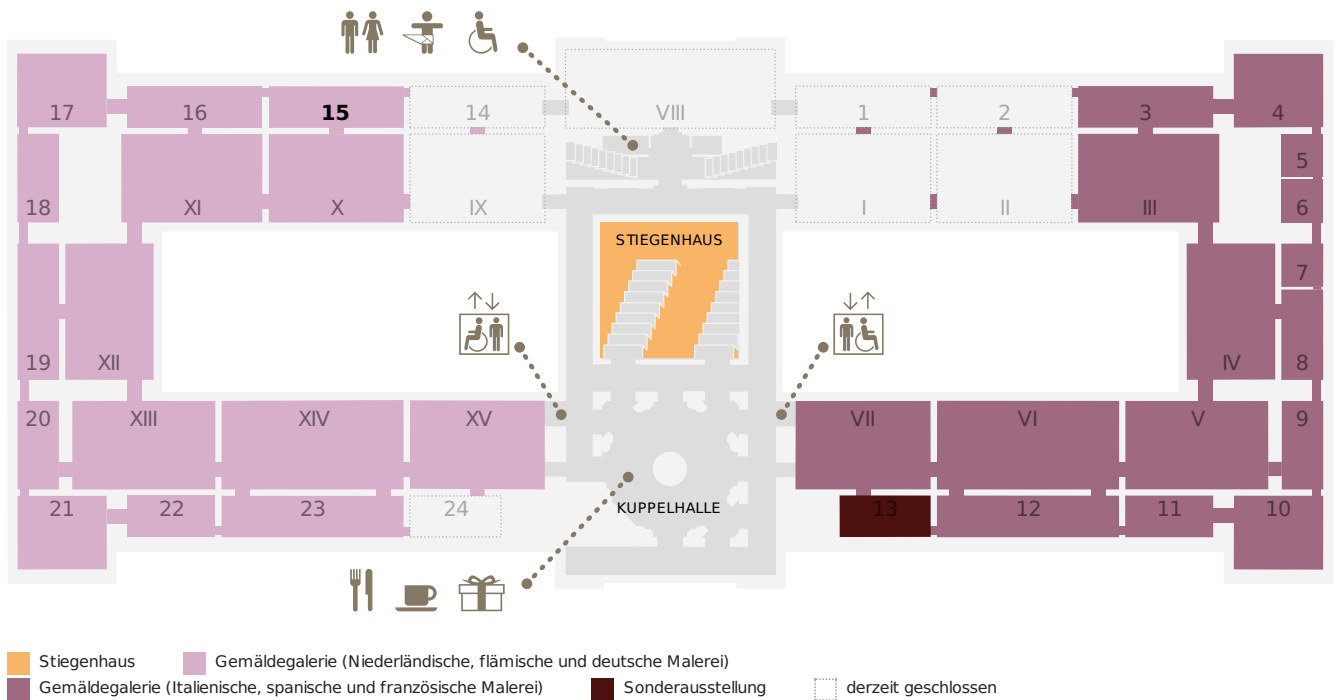 17 16 15 14 VIII 1 2 3 4
5
18 XI X IX I II III 6
STIEGENHAUS
7
19 XII IV 8
20 XIII XIV XV VII VI V 9
21 22 23 24 KUPPELHALLE 13 12 11 10
Stiegenhaus Gemäldegalerie (Niederländische, flämische und deutsche Malerei)
Gemäldegalerie (Italienische, spanische und französische Malerei) Sonderausstellung derzeit geschlossen